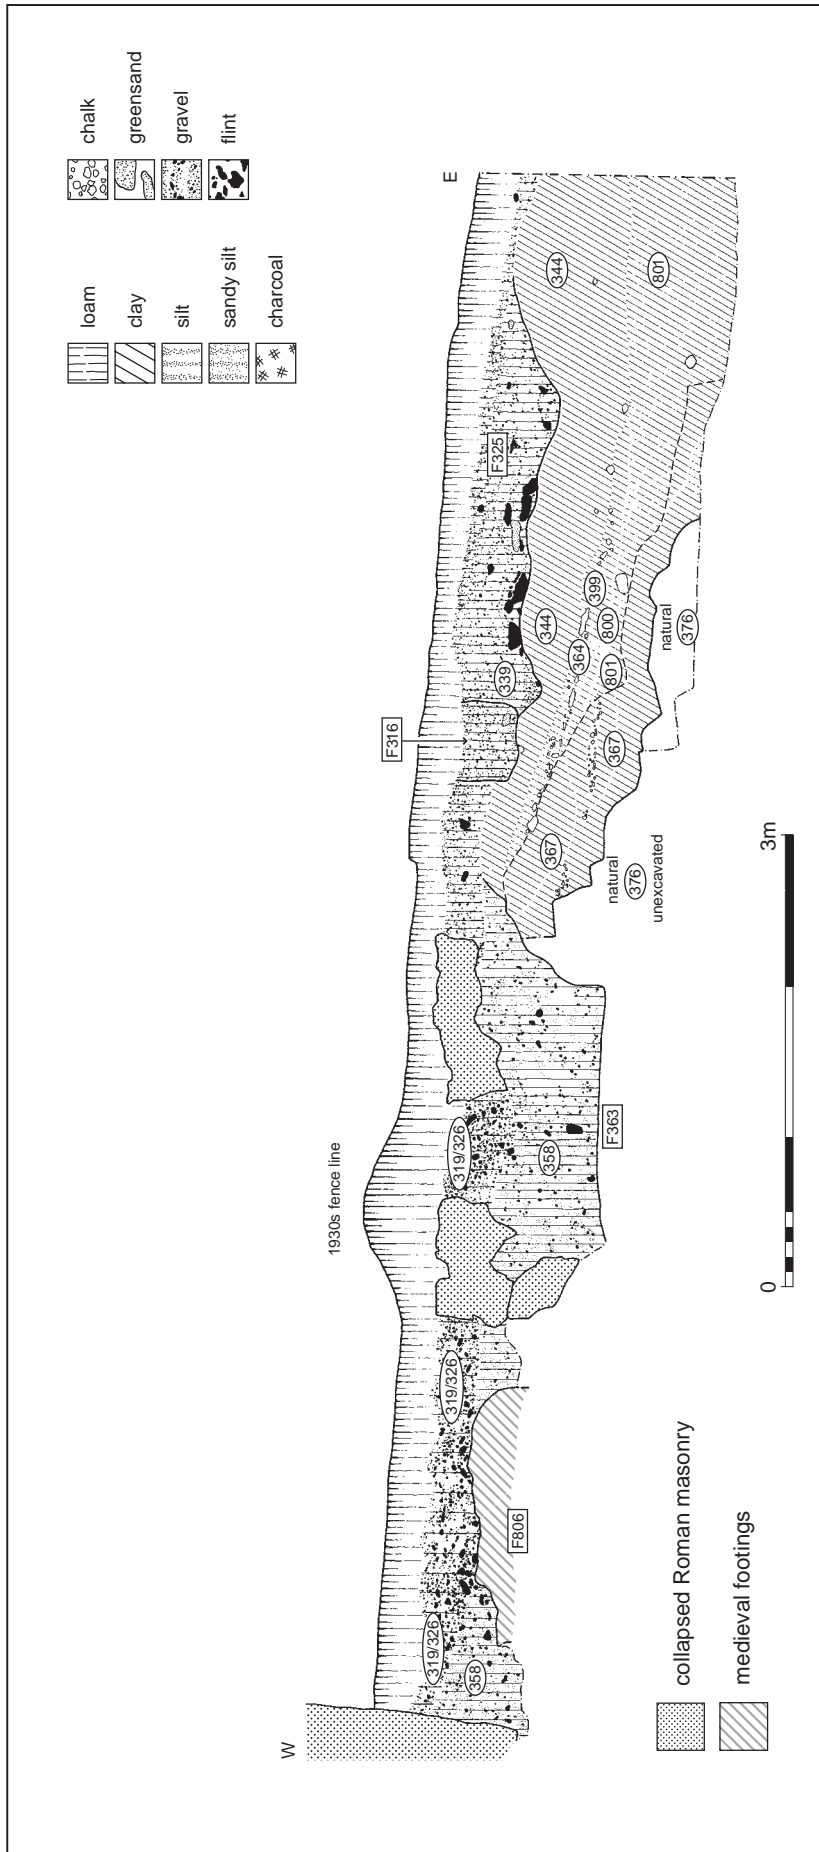 loam
clay
silt
sandy silt
charcoal
chalk
greensand
gravel
flint
W
E
1930s fence line
F316
F325
319/326
319/326
319/326
339
358
358
F806
F363
344
344
364
399
800
801
801
367
367
natural
376
natural
376
unexcavated
collapsed Roman masonry
medieval footings
0
3m